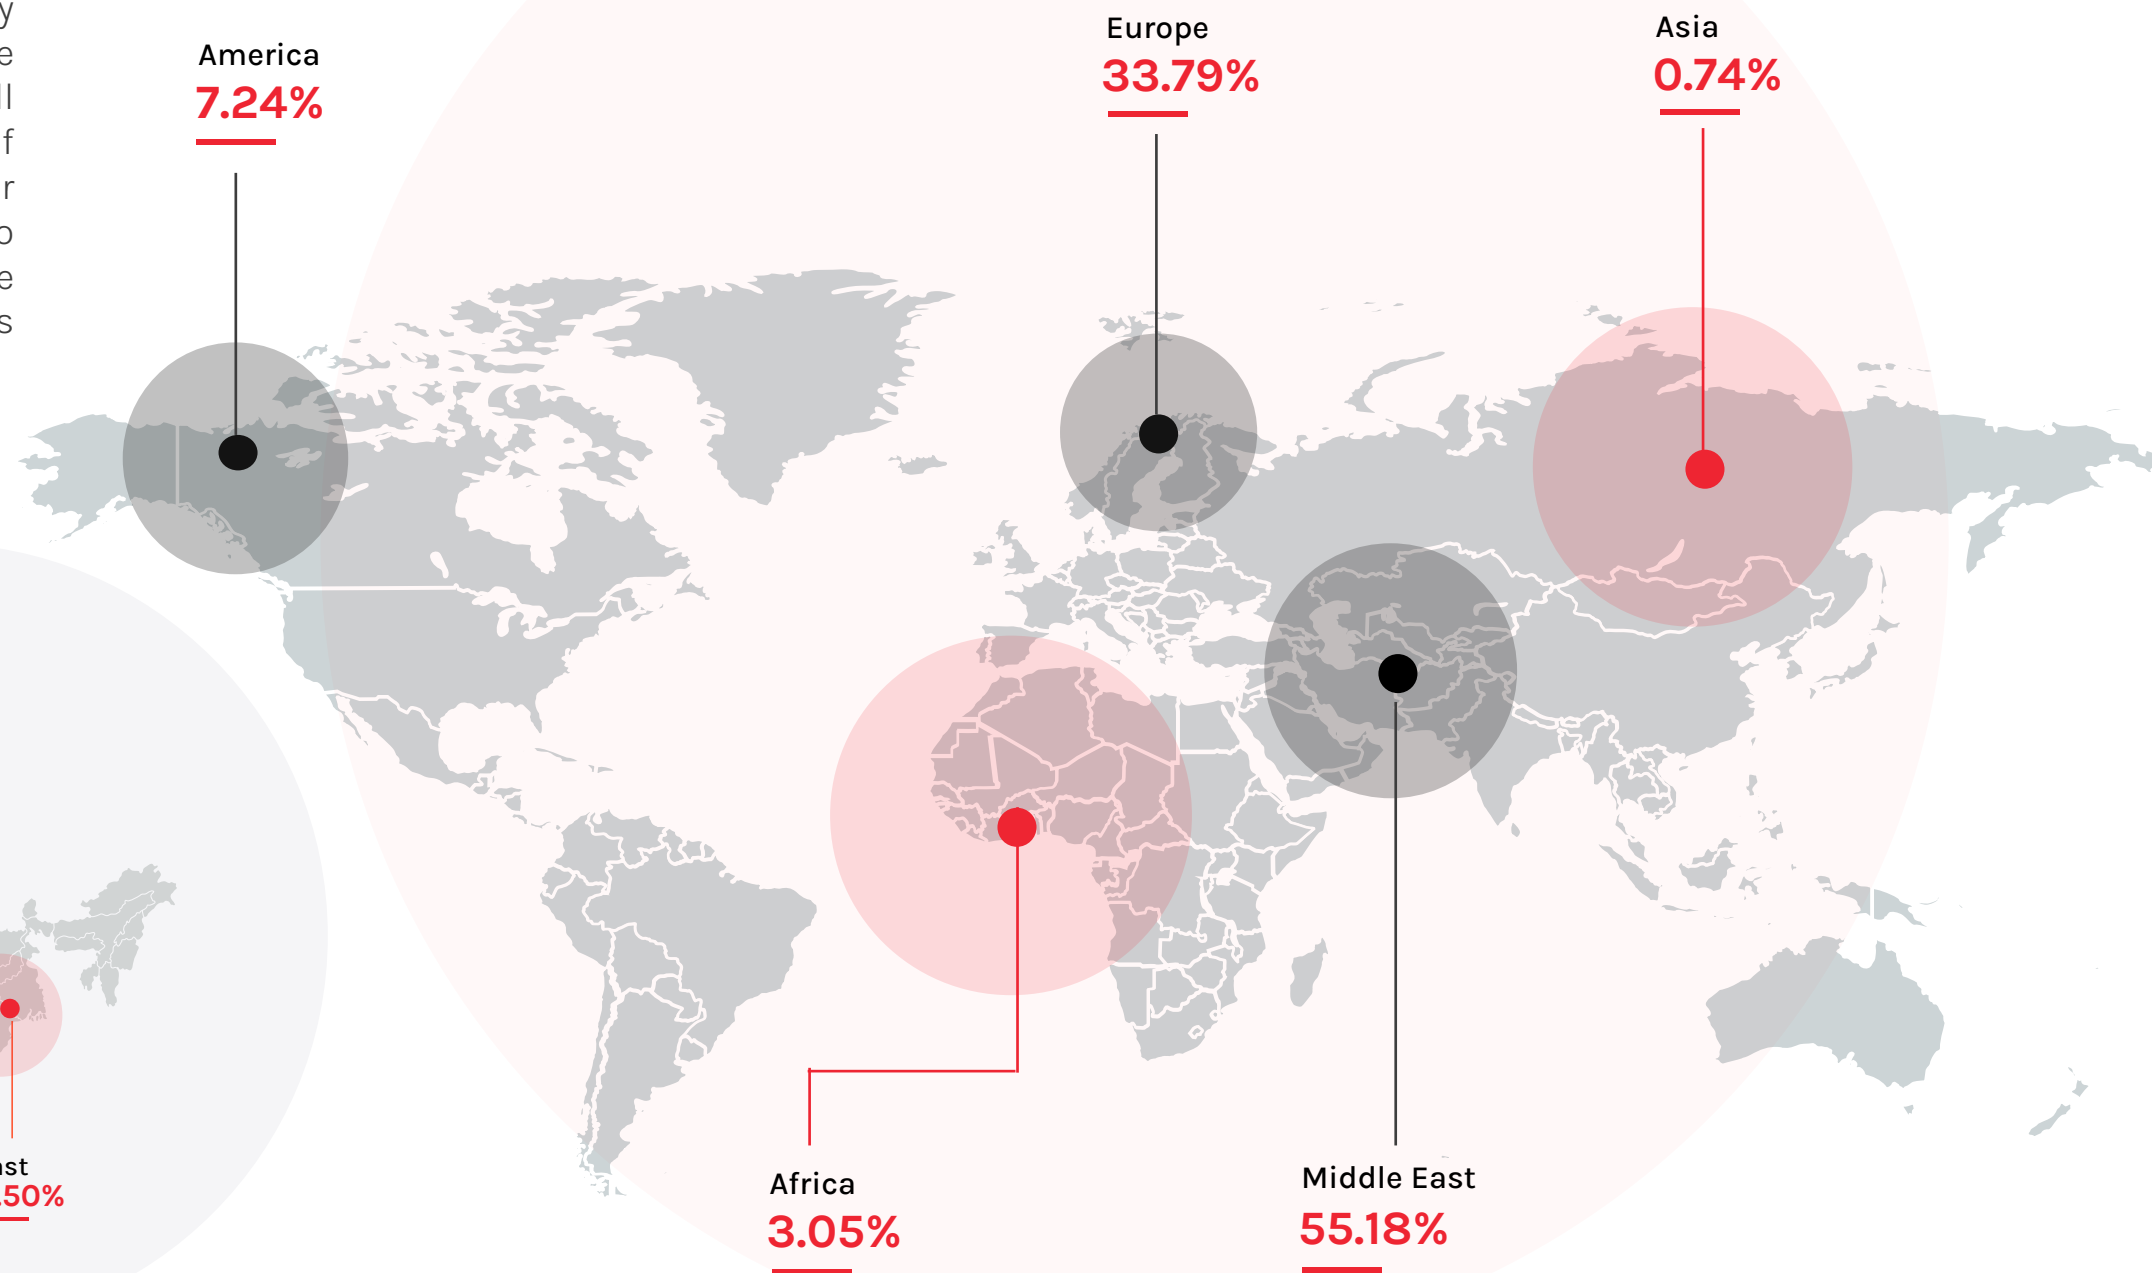 America
7.24%
Europe
33.79%
Asia
0.74%
Africa
3.05%
Middle East
55.18%